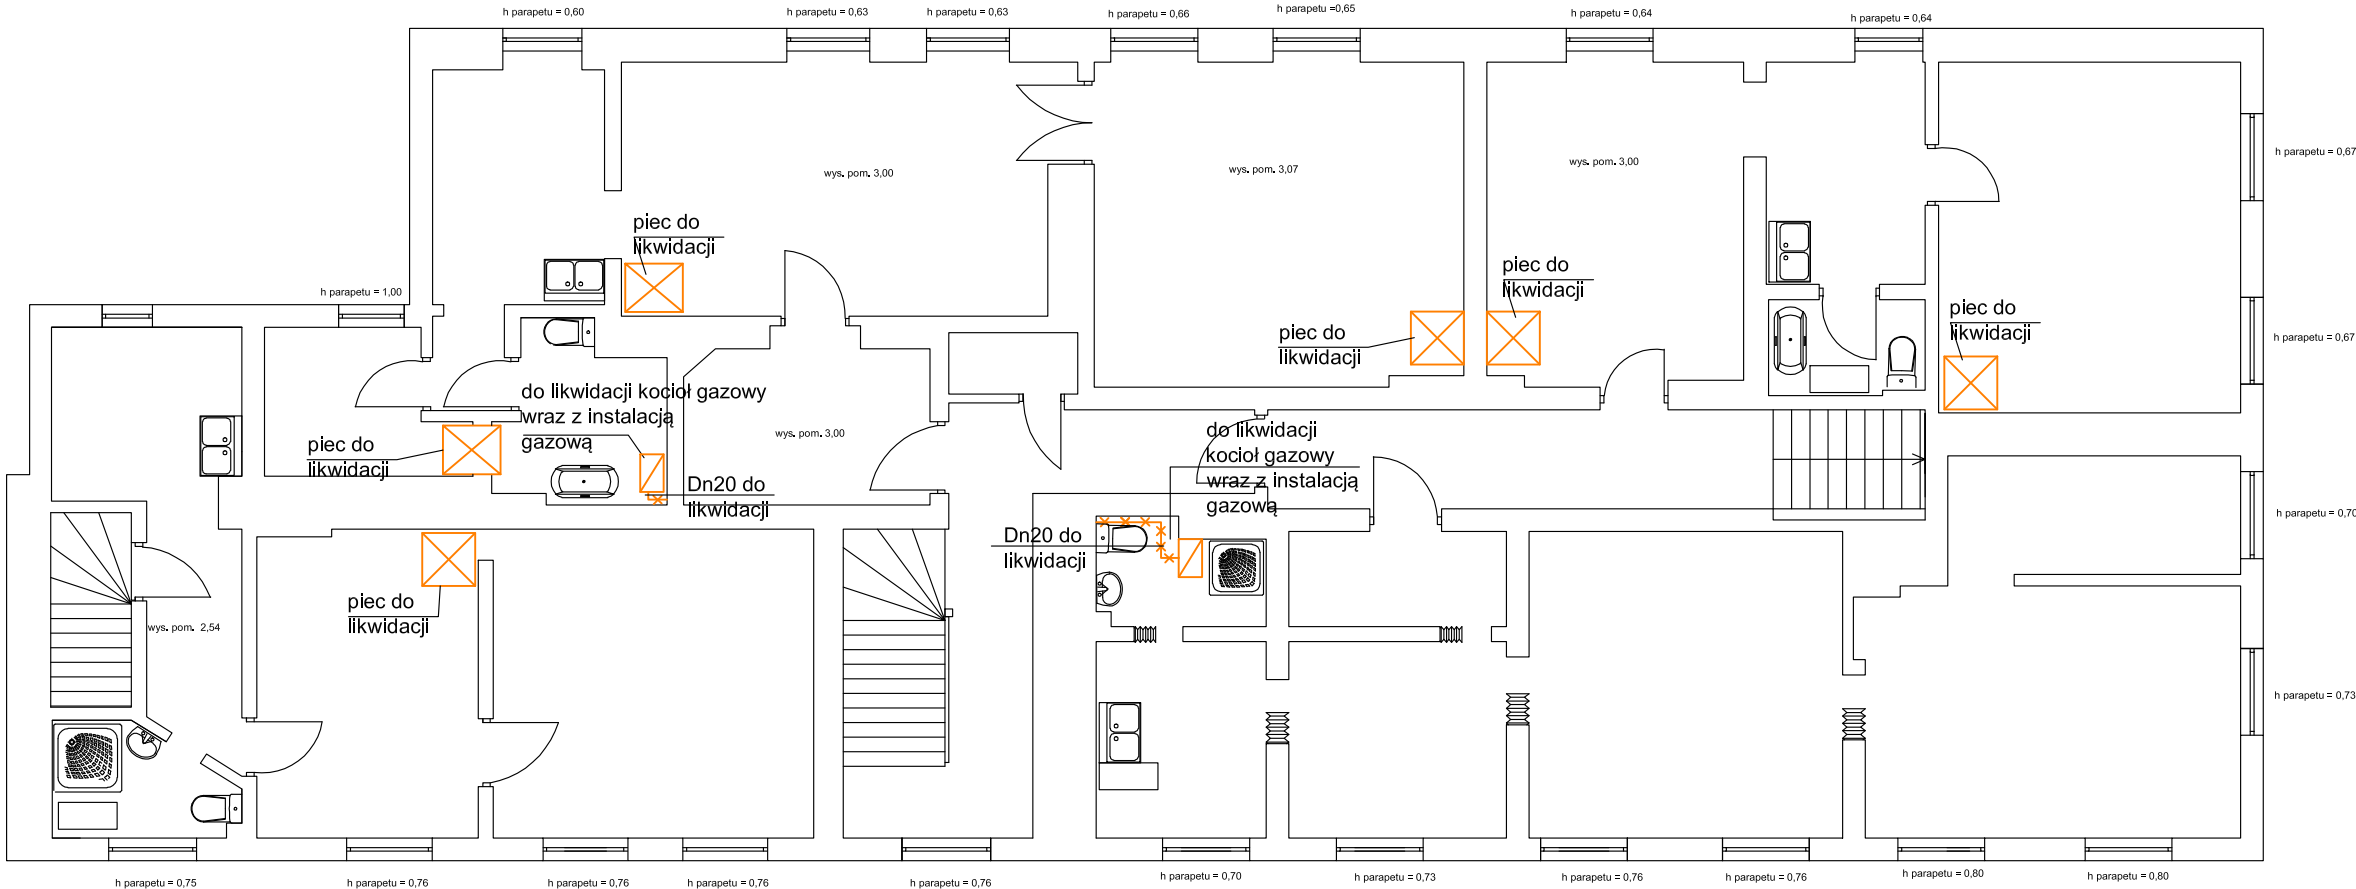 h parapetu = 0,60
h parapetu = 0,63
h parapetu = 0,63
h parapetu = 0,66
h parapetu =0,65
h parapetu = 0,64
h parapetu = 0,64
h parapetu = 0,67
wys. pom. 3,00
wys. pom. 3,07
wys. pom. 3,00
piec do
likwidacji
piec do
likwidacji
h parapetu = 1,00
piec do
likwidacji
piec do
likwidacji
h parapetu = 0,67
do likwidacji kocioł gazowy
wraz z instalacją
gazową
piec do
likwidacji
wys. pom. 3,00
do likwidacji
kocioł gazowy
wraz z instalacją
gazową
Dn20 do
likwidacji
h parapetu = 0,70
Dn20 do
likwidacji
piec do
likwidacji
wys. pom. 2,54
h parapetu = 0,73
h parapetu = 0,75
h parapetu = 0,76
h parapetu = 0,76
h parapetu = 0,76
h parapetu = 0,76
h parapetu = 0,70
h parapetu = 0,73
h parapetu = 0,76
h parapetu = 0,76
h parapetu = 0,80
h parapetu = 0,80